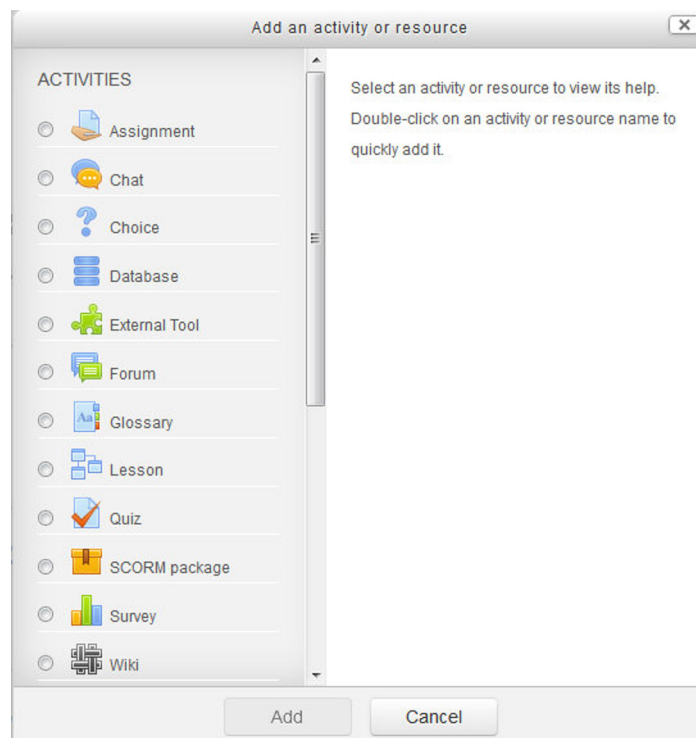 Add an activity or resource
ACTIVITIES
Assignment
Chat
Choice
Database
External Tool
Forum
Aa
Glossary
Lesson
Quiz
SCORM package
Survey
Wiki
Select an activity or resource to view its help.
Double-click on an activity or resource name to
quickly add it.
Add
Cancel